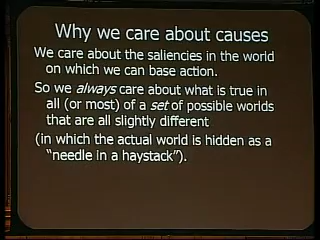 Why we care about causes
We care about the saliencies in the world
on which we can base action.
So we always care about what is true in
all (or most) of a set of possible worlds
that are all slightly different
(in which the actual world is hidden as a
"needle in a haystack").